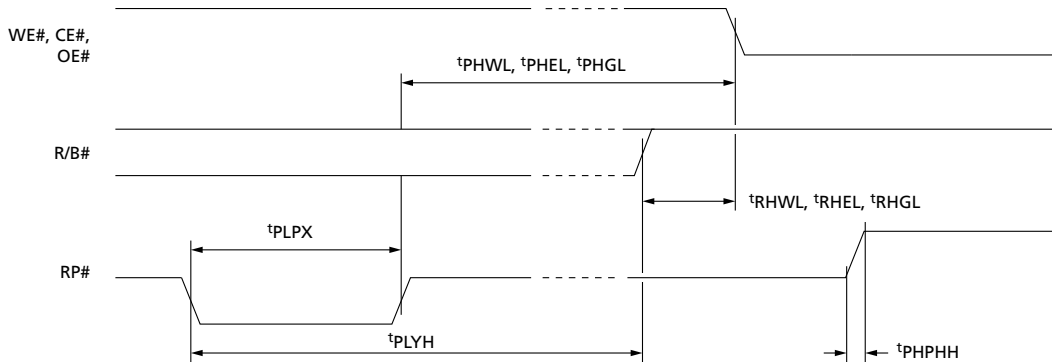 WE#, CE#,
OE#
tPHWL, tPHEL, tPHGL
R/B#
tRHWL, tRHEL, tRHGL
tPLPX
RP#
tPLYH
tPHPHH